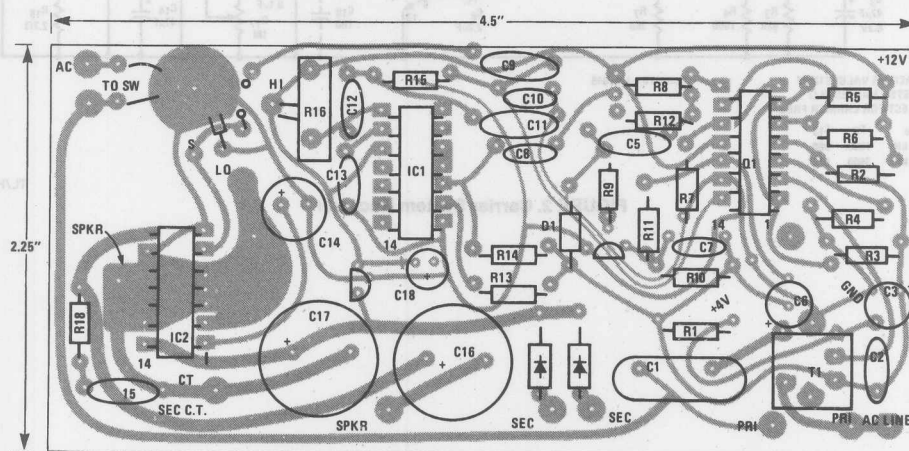 4.5"
2.25"
AC
TO SW
S
LO
HI
R16
C12
C13
R15
IC1
14
C9
C10
C11
C8
C5
R8
R12
R9
D1
R11
R7
C7
R10
Q1
14
1
+12V
R5
R6
R2
R4
R3
C14
C18
R14
R13
SPKR
IC2
14
1
R18
15
CT
SEC C.T.
C17
C16
SPKR
SEC
SEC
C1
R1
+4V
C6
GND
C3
T1
C2
PRI
PRI
AC LINE